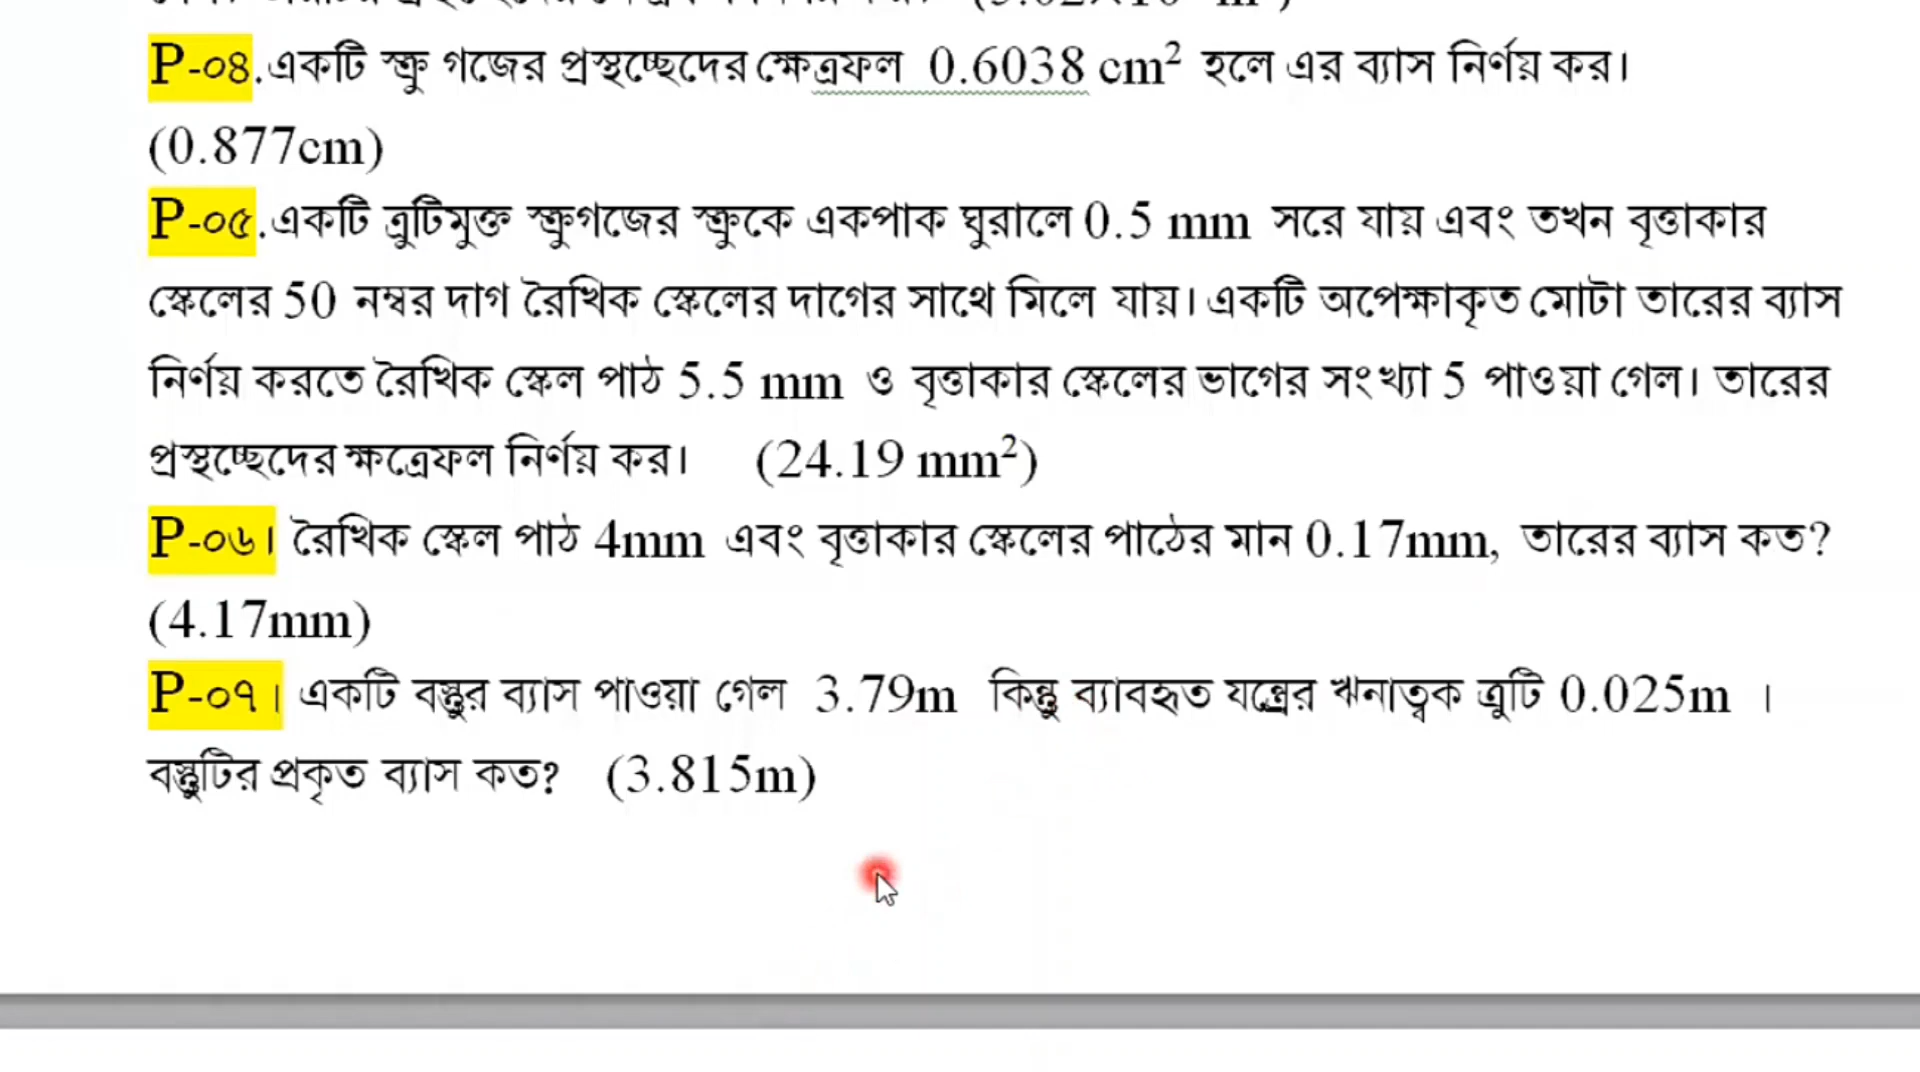 P-০৪.একটি স্ক্রু গজের প্রস্থচ্ছেদের ক্ষেত্রফল 0.6038 cm² হলে এর ব্যাস নির্ণয় কর।
(0.877cm)
P-০৫.একটি ত্রুটিমুক্ত স্ক্রুগজের স্ক্রুকে একপাক ঘুরালে 0.5 mm সরে যায় এবং তখন বৃত্তাকার
স্কেলের 50 নম্বর দাগ রৈখিক স্কেলের দাগের সাথে মিলে যায়। একটি অপেক্ষাকৃত মোটা তারের ব্যাস
নির্ণয় করতে রৈখিক স্কেল পাঠ 5.5 mm ও বৃত্তাকার স্কেলের ভাগের সংখ্যা 5 পাওয়া গেল। তারের
প্রস্থচ্ছেদের ক্ষত্রেফল নির্ণয় কর। (24.19 mm²)
P-০৬। রৈখিক স্কেল পাঠ 4mm এবং বৃত্তাকার স্কেলের পাঠের মান 0.17mm, তারের ব্যাস কত?
(4.17mm)
P-০৭। একটি বস্তুর ব্যাস পাওয়া গেল 3.79m কিন্তু ব্যাবহৃত যন্ত্রের ঋনাত্বক ত্রুটি 0.025m ।
বস্তুটির প্রকৃত ব্যাস কত? (3.815m)